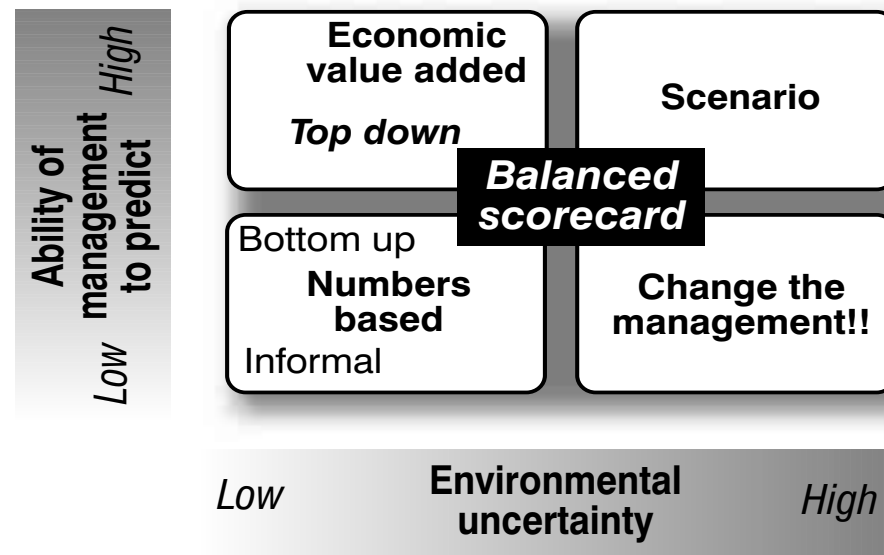 Ability of
management
to predict
Low
High
Economic
value added
Top down
Scenario
Balanced
scorecard
Bottom up
Numbers
based
Informal
Change the
management!!
Low
Environmental
uncertainty
High